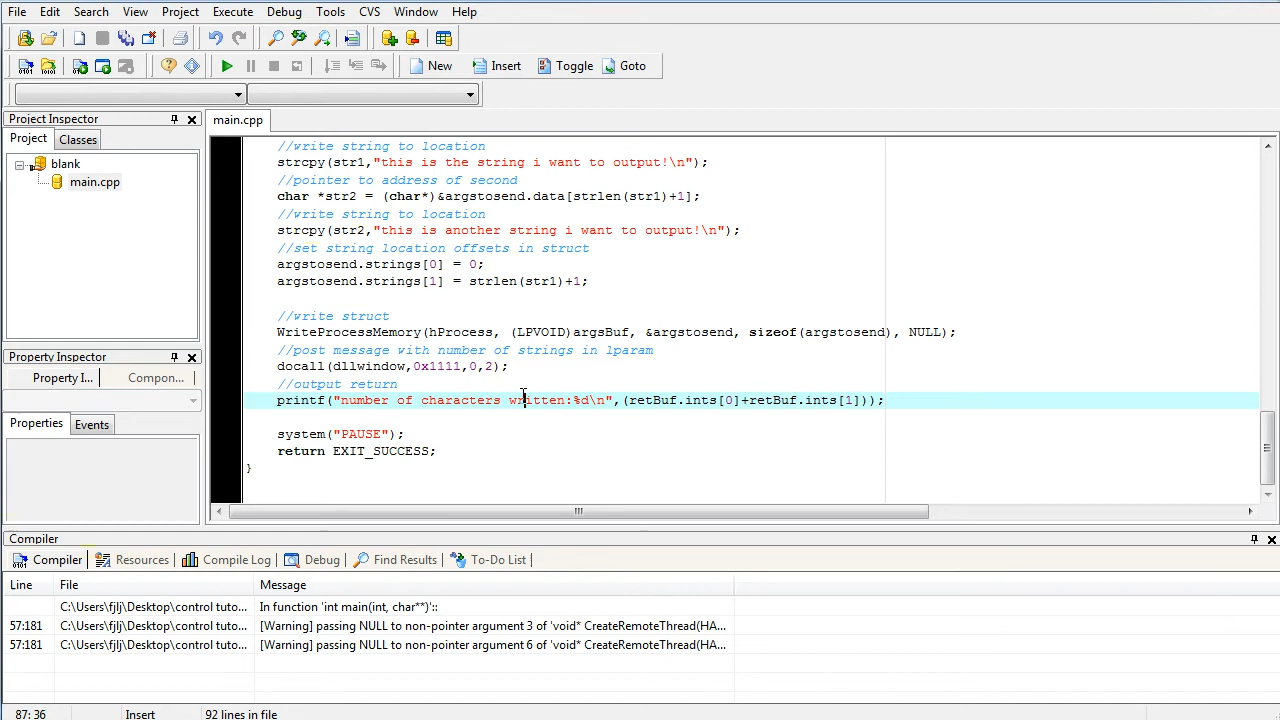 File Edit Search View Project Execute Debug Tools CVS Window Help
New Insert Toggle Goto
Project Inspector
main.cpp
Project Classes
blank
main.cpp
//write string to location
strcpy(str1,"this is the string i want to output!\n");
//pointer to address of second
char *str2 = (char*)&argstosend.data[strlen(str1)+1];
//write string to location
strcpy(str2,"this is another string i want to output!\n");
//set string location offsets in struct
argstosend.strings[0] = 0;
argstosend.strings[1] = strlen(str1)+1;
//write struct
WriteProcessMemory(hProcess, (LPVOID)argsBuf, &argstosend, sizeof(argstosend), NULL);
//post message with number of strings in lparam
docall(dllwindow,0x1111,0,2);
//output return
printf("number of characters written:%d\n",(retBuf.ints[0]+retBuf.ints[1]));
system("PAUSE");
return EXIT_SUCCESS;
}
Property Inspector
Property I... Compon...
Properties Events
Compiler
Compiler Resources Compile Log Debug Find Results To-Do List
Line File Message
C:\Users\fjlj\Desktop\control tuto... In function 'int main(int, char**)'::
57:181 C:\Users\fjlj\Desktop\control tuto... [Warning] passing NULL to non-pointer argument 3 of 'void* CreateRemoteThread(HA...
57:181 C:\Users\fjlj\Desktop\control tuto... [Warning] passing NULL to non-pointer argument 6 of 'void* CreateRemoteThread(HA...
87: 36 Insert 92 lines in file